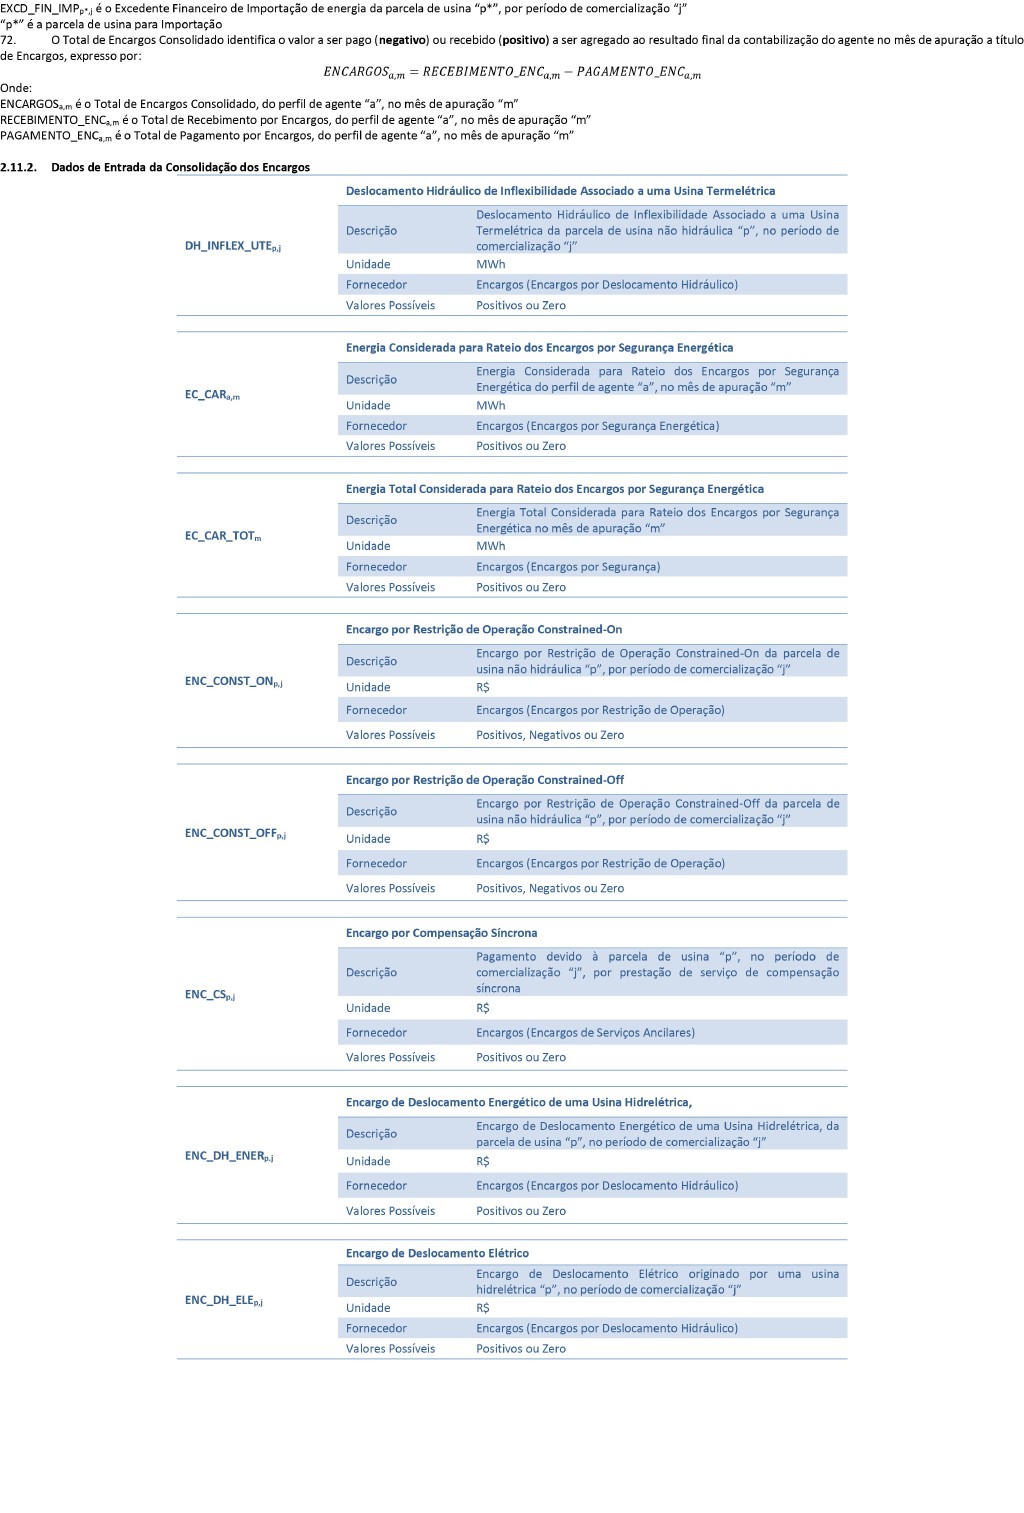 EXCD_FIN_IMPp*,j é o Excedente Financeiro de Importação de energia da parcela de usina "p*", por período de comercialização "j"
"p*" é a parcela de usina para Importação
72. O Total de Encargos Consolidado identifica o valor a ser pago (negativo) ou recebido (positivo) a ser agregado ao resultado final da contabilização do agente no mês de apuração a título
de Encargos, expresso por:
ENCARGOSa,m = RECEBIMENTO_ENCa,m − PAGAMENTO_ENCa,m
Onde:
ENCARGOSa,m é o Total de Encargos Consolidado, do perfil de agente "a", no mês de apuração "m"
RECEBIMENTO_ENCa,m é o Total de Recebimento por Encargos, do perfil de agente "a", no mês de apuração "m"
PAGAMENTO_ENCa,m é o Total de Pagamento por Encargos, do perfil de agente "a", no mês de apuração "m"
2.11.2. Dados de Entrada da Consolidação dos Encargos
DH_INFLEX_UTEp,j
Deslocamento Hidráulico de Inflexibilidade Associado a uma Usina Termelétrica
Descrição
Deslocamento Hidráulico de Inflexibilidade Associado a uma Usina
Termelétrica da parcela de usina não hidráulica "p", no período de
comercialização "j"
Unidade MWh
Fornecedor Encargos (Encargos por Deslocamento Hidráulico)
Valores Possíveis Positivos ou Zero
EC_CARa,m
Energia Considerada para Rateio dos Encargos por Segurança Energética
Descrição
Energia Considerada para Rateio dos Encargos por Segurança
Energética do perfil de agente "a", no mês de apuração "m"
Unidade MWh
Fornecedor Encargos (Encargos por Segurança Energética)
Valores Possíveis Positivos ou Zero
EC_CAR_TOTm
Energia Total Considerada para Rateio dos Encargos por Segurança Energética
Descrição
Energia Total Considerada para Rateio dos Encargos por Segurança
Energética no mês de apuração "m"
Unidade MWh
Fornecedor Encargos (Encargos por Segurança)
Valores Possíveis Positivos ou Zero
ENC_CONST_ONp,j
Encargo por Restrição de Operação Constrained-On
Descrição
Encargo por Restrição de Operação Constrained-On da parcela de
usina não hidráulica "p", por período de comercialização "j"
Unidade R$
Fornecedor Encargos (Encargos por Restrição de Operação)
Valores Possíveis Positivos, Negativos ou Zero
ENC_CONST_OFFp,j
Encargo por Restrição de Operação Constrained-Off
Descrição
Encargo por Restrição de Operação Constrained-Off da parcela de
usina não hidráulica "p", por período de comercialização "j"
Unidade R$
Fornecedor Encargos (Encargos por Restrição de Operação)
Valores Possíveis Positivos, Negativos ou Zero
ENC_CSp,j
Encargo por Compensação Síncrona
Descrição
Pagamento devido à parcela de usina "p", no período de
comercialização "j", por prestação de serviço de compensação
síncrona
Unidade R$
Fornecedor Encargos (Encargos de Serviços Ancilares)
Valores Possíveis Positivos ou Zero
ENC_DH_ENERp,j
Encargo de Deslocamento Energético de uma Usina Hidrelétrica,
Descrição
Encargo de Deslocamento Energético de uma Usina Hidrelétrica, da
parcela de usina "p", no período de comercialização "j"
Unidade R$
Fornecedor Encargos (Encargos por Deslocamento Hidráulico)
Valores Possíveis Positivos ou Zero
ENC_DH_ELEp,j
Encargo de Deslocamento Elétrico
Descrição
Encargo de Deslocamento Elétrico originado por uma usina
hidrelétrica "p", no período de comercialização "j"
Unidade R$
Fornecedor Encargos (Encargos por Deslocamento Hidráulico)
Valores Possíveis Positivos ou Zero